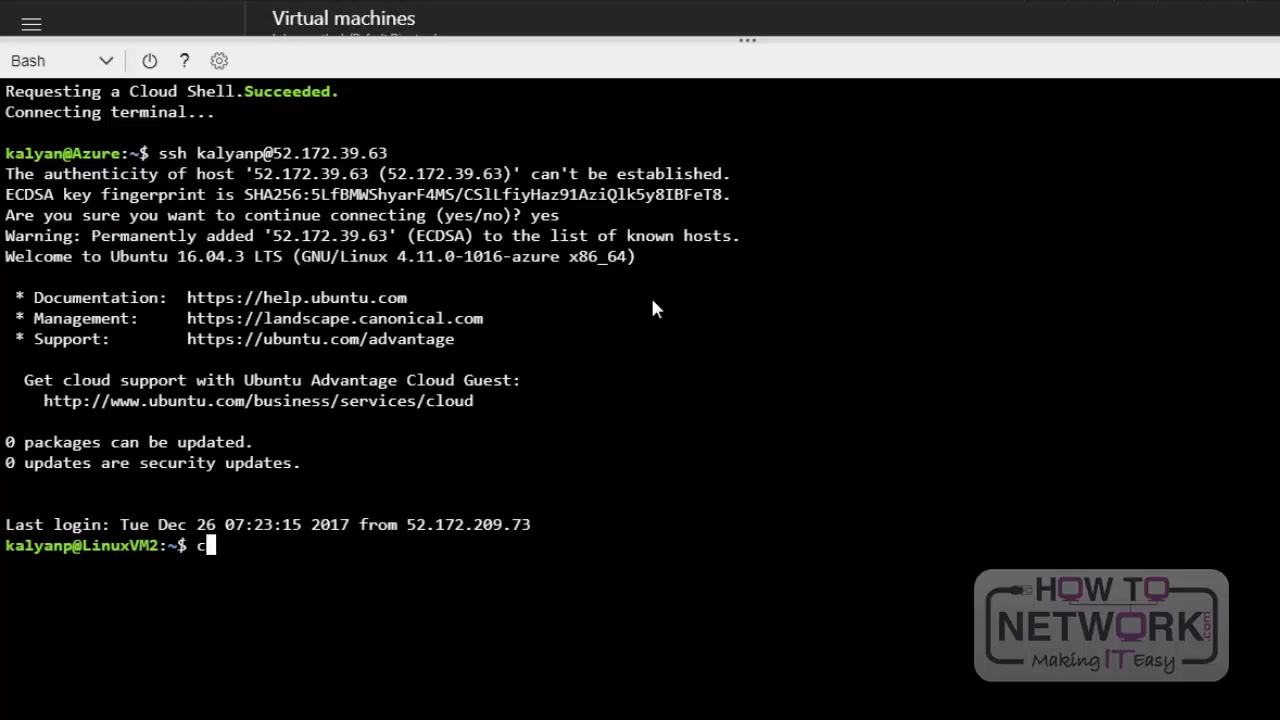 Virtual machines
Bash
?
Requesting a Cloud Shell.Succeeded.
Connecting terminal...
kalyan@Azure:~$ ssh kalyanp@52.172.39.63
The authenticity of host '52.172.39.63 (52.172.39.63)' can't be established.
ECDSA key fingerprint is SHA256:5LfBMWShyarF4MS/CSlLfiyHaz91AziQlk5y8IBFeT8.
Are you sure you want to continue connecting (yes/no)? yes
Warning: Permanently added '52.172.39.63' (ECDSA) to the list of known hosts.
Welcome to Ubuntu 16.04.3 LTS (GNU/Linux 4.11.0-1016-azure x86_64)
* Documentation:  https://help.ubuntu.com
* Management:     https://landscape.canonical.com
* Support:        https://ubuntu.com/advantage
Get cloud support with Ubuntu Advantage Cloud Guest:
http://www.ubuntu.com/business/services/cloud
0 packages can be updated.
0 updates are security updates.
Last login: Tue Dec 26 07:23:15 2017 from 52.172.209.73
kalyanp@LinuxVM2:~$ c
HOW TO
NETWORK.com
Making IT Easy